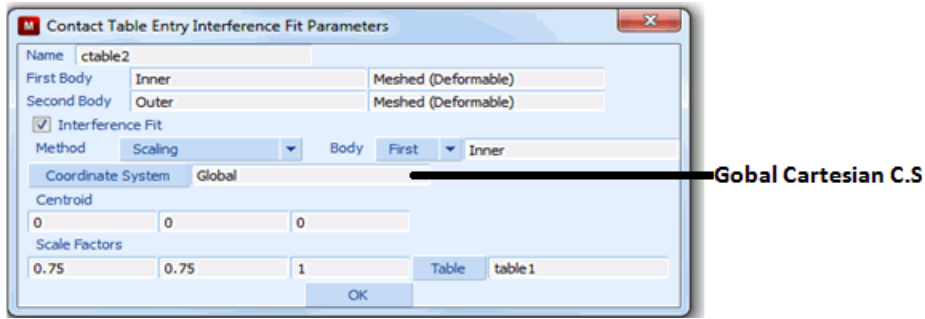 M Contact Table Entry Interference Fit Parameters
Name ctable2
First Body Inner Meshed (Deformable)
Second Body Outer Meshed (Deformable)
Interference Fit
Method Scaling Body First Inner
Coordinate System Global Gobal Cartesian C.S
Centroid
0 0 0
Scale Factors
0.75 0.75 1 Table table1
OK